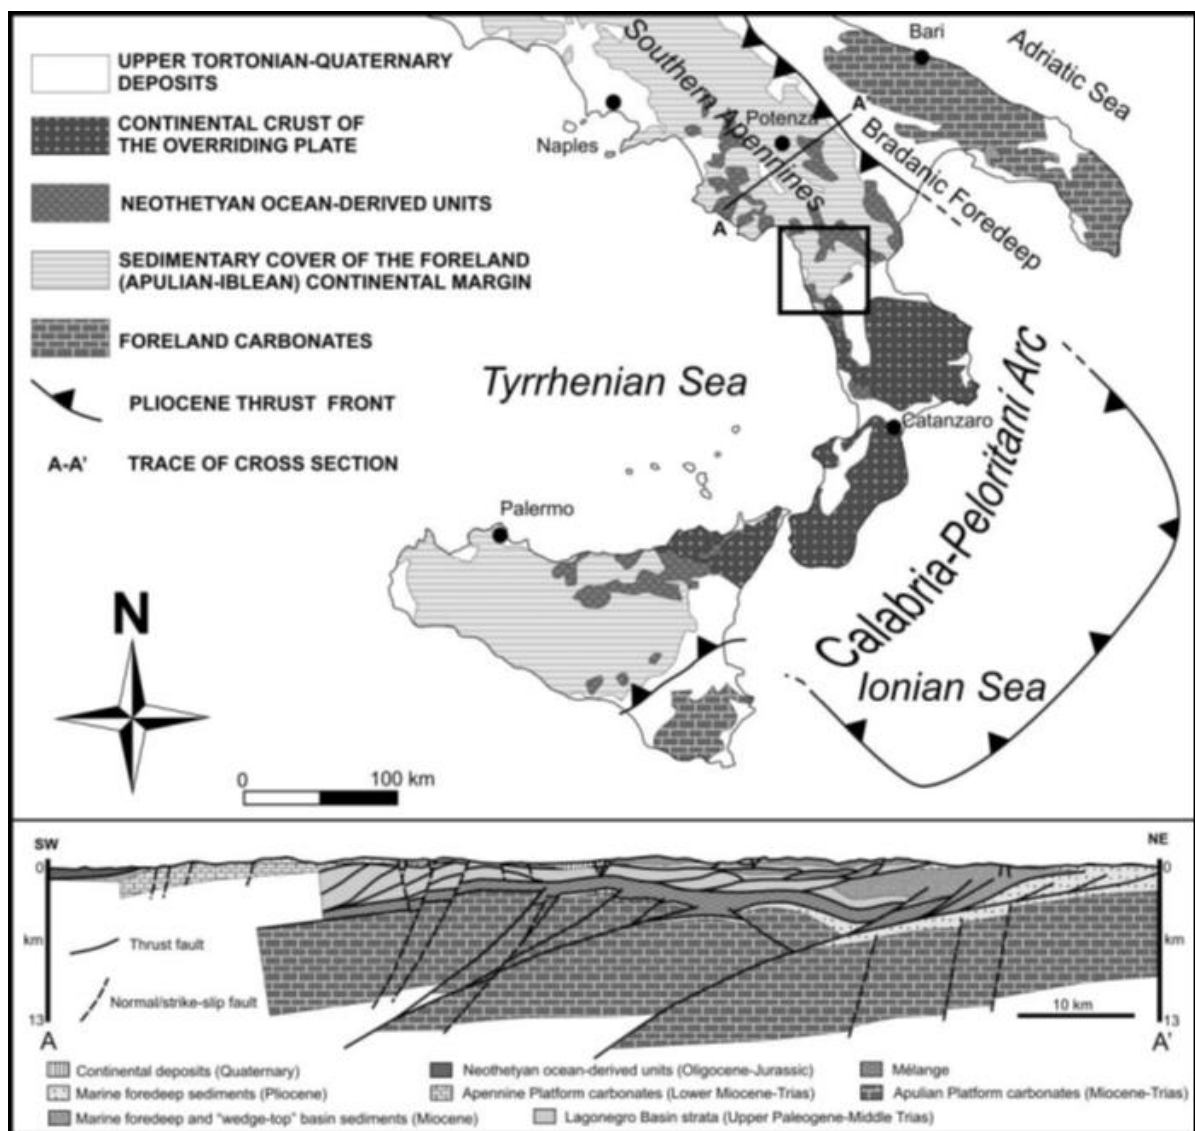 UPPER TORTONIAN-QUATERNARY
DEPOSITS
CONTINENTAL CRUST OF
THE OVERRIDING PLATE
NEOTHETYAN OCEAN-DERIVED UNITS
SEDIMENTARY COVER OF THE FORELAND
(APULIAN-IBLEAN) CONTINENTAL MARGIN
FORELAND CARBONATES
PLIOCENE THRUST FRONT
A-A' TRACE OF CROSS SECTION
Bari
Adriatic Sea
Southern Apennines
Naples
Potenza
A'
A
Bradanic Foredeep
Tyrrhenian Sea
Catanzaro
Calabria-Peloritani Arc
Palermo
Ionian Sea
N
0 100 km
SW NE
0 0
km km
Thrust fault
Normal/strike-slip fault
10 km
13 13
A A'
Continental deposits (Quaternary)
Marine foredeep sediments (Pliocene)
Marine foredeep and "wedge-top" basin sediments (Miocene)
Neothetyan ocean-derived units (Oligocene-Jurassic)
Apennine Platform carbonates (Lower Miocene-Trias)
Lagonegro Basin strata (Upper Paleogene-Middle Trias)
Mélange
Apulian Platform carbonates (Miocene-Trias)